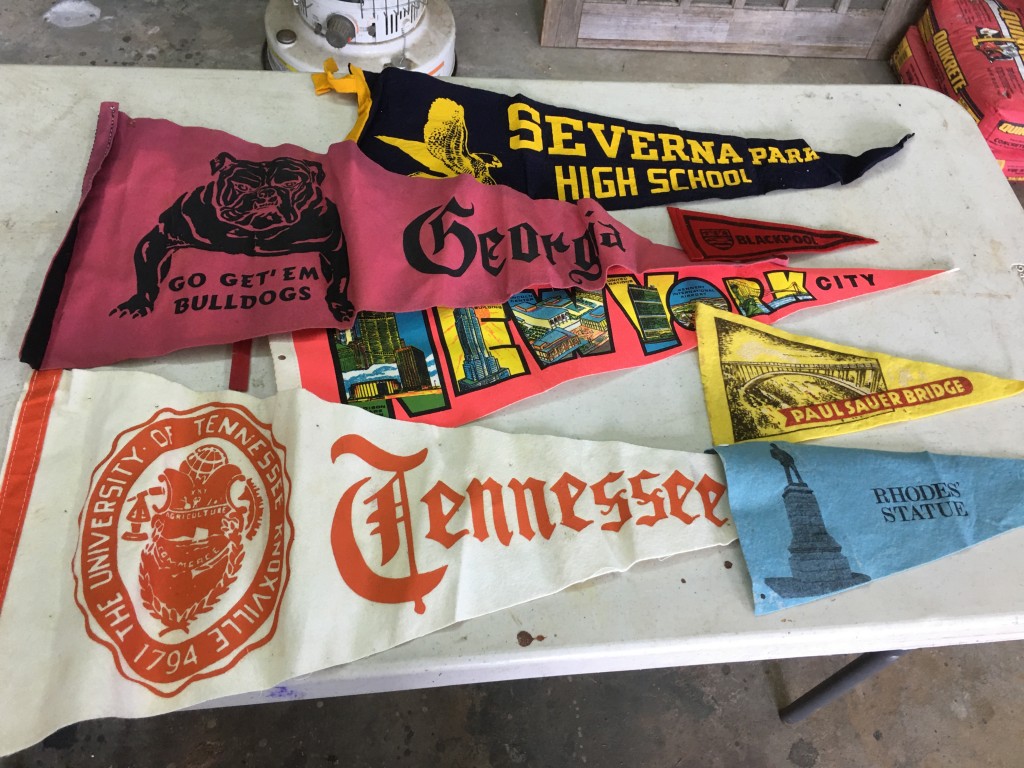 SEVERNA PARK
HIGH SCHOOL
QUIKRETE
GO GET' EM
BULLDOGS
Georgia
BLACKPOOL
NEW YORK CITY
PAUL SAUER BRIDGE
THE UNIVERSITY OF TENNESSEE KNOXVILLE
AGRICULTURE
1794
Tennessee
RHODES'
STATUE